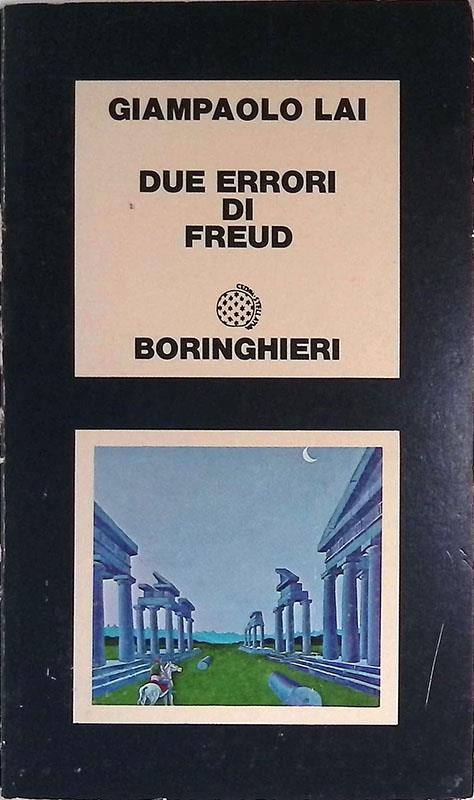 GIAMPAOLO LAI
DUE ERRORI
DI
FREUD
BORINGHIERI